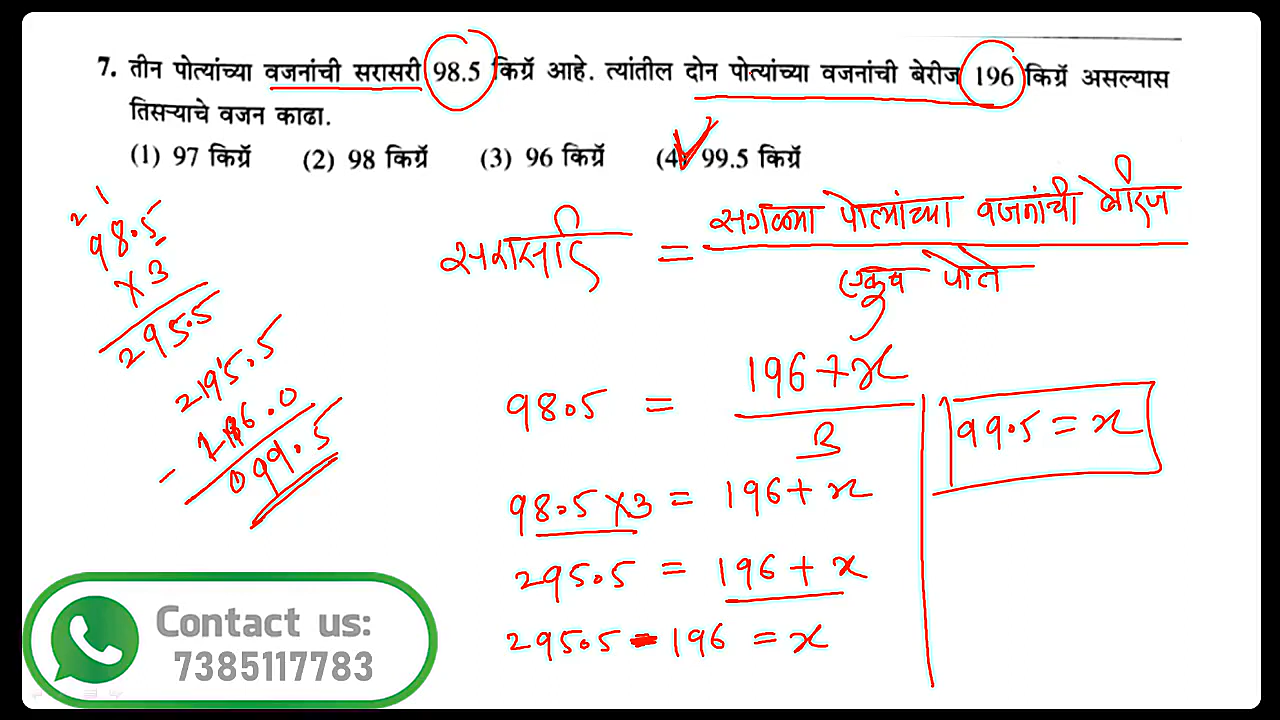 7. तीन पोत्यांच्या वजनांची सरासरी 98.5 किग्रॅ आहे. त्यांतील दोन पोत्यांच्या वजनांची बेरीज 196 किग्रॅ असल्यास
तिसऱ्याचे वजन काढा.
(1) 97 किग्रॅ (2) 98 किग्रॅ (3) 96 किग्रॅ (4) 99.5 किग्रॅ
सरासरि = सगळ्या पोत्यांच्या वजनांची बेरिज
एकुण पोते
98.5 = 196 + x
3
98.5 × 3 = 196 + x
295.5 = 196 + x
295.5 - 196 = x
99.5 = x
2 1
98.5
× 3
295.5
295.5
- 196.0
099.5
Contact us:
7385117783